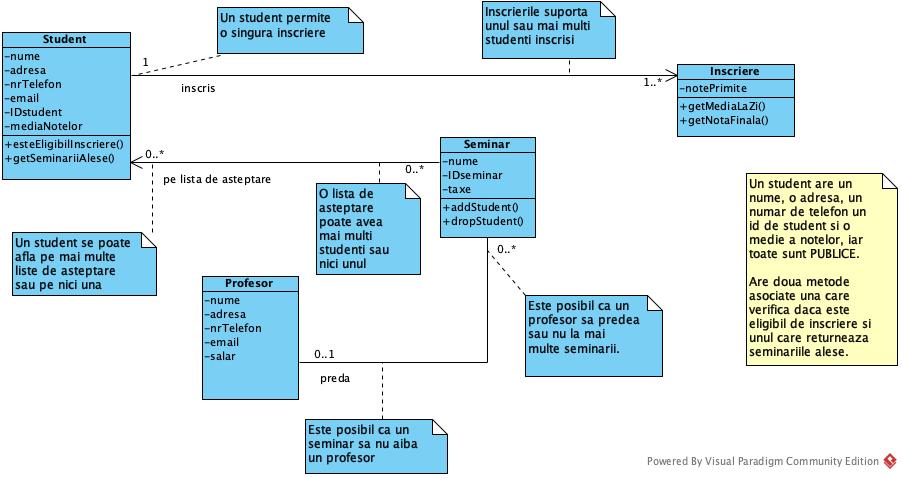 Student
-nume
-adresa
-nrTelefon
-email
-IDstudent
-mediaNotelor
+esteEligibilInscriere()
+getSeminariiAlese()
Un student permite
o singura inscriere
Inscrierile suporta
unul sau mai multi
studenti inscrisi
1
inscris
1..*
Inscriere
-notePrimite
+getMediaLaZi()
+getNotaFinala()
0..*
pe lista de asteptare
0..*
Seminar
-nume
-IDseminar
-taxe
+addStudent()
+dropStudent()
O lista de
asteptare
poate avea
mai multi
studenti sau
nici unul
Un student se poate
afla pe mai multe
liste de asteptare
sau pe nici una
Un student are un
nume, o adresa, un
numar de telefon un
id de student si o
medie a notelor, iar
toate sunt PUBLICE.
Are doua metode
asociate una care
verifica daca este
eligibil de inscriere si
unul care returneaza
seminariile alese.
0..*
Profesor
-nume
-adresa
-nrTelefon
-email
-salar
Este posibil ca un
profesor sa predea
sau nu la mai
multe seminarii.
0..1
preda
Este posibil ca un
seminar sa nu aiba
un profesor
Powered By Visual Paradigm Community Edition